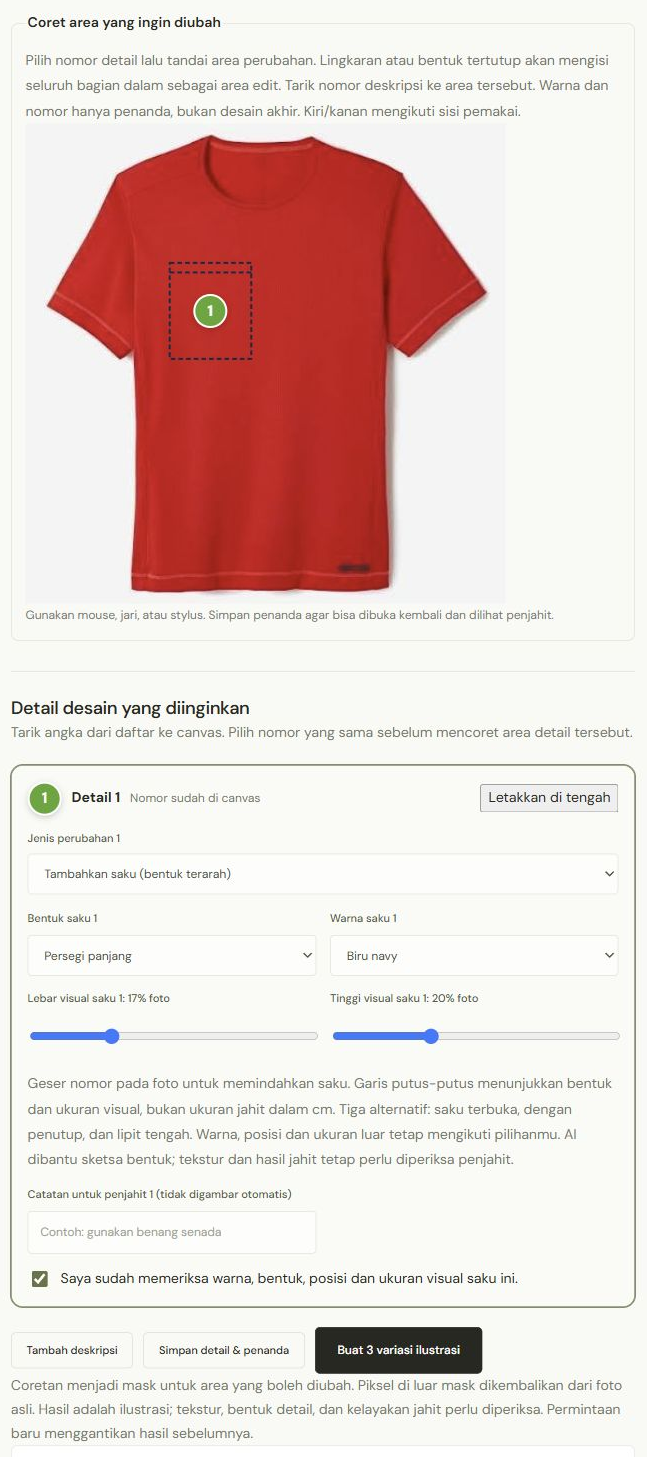 Coret area yang ingin diubah
Pilih nomor detail lalu tandai area perubahan. Lingkaran atau bentuk tertutup akan mengisi
seluruh bagian dalam sebagai area edit. Tarik nomor deskripsi ke area tersebut. Warna dan
nomor hanya penanda, bukan desain akhir. Kiri/kanan mengikuti sisi pemakai.
1
Gunakan mouse, jari, atau stylus. Simpan penanda agar bisa dibuka kembali dan dilihat penjahit.
Detail desain yang diinginkan
Tarik angka dari daftar ke canvas. Pilih nomor yang sama sebelum mencoret area detail tersebut.
1 Detail 1 Nomor sudah di canvas Letakkan di tengah
Jenis perubahan 1
Tambahkan saku (bentuk terarah)
Bentuk saku 1 Warna saku 1
Persegi panjang Biru navy
Lebar visual saku 1: 17% foto Tinggi visual saku 1: 20% foto
Geser nomor pada foto untuk memindahkan saku. Garis putus-putus menunjukkan bentuk
dan ukuran visual, bukan ukuran jahit dalam cm. Tiga alternatif: saku terbuka, dengan
penutup, dan lipit tengah. Warna, posisi dan ukuran luar tetap mengikuti pilihanmu. AI
dibantu sketsa bentuk; tekstur dan hasil jahit tetap perlu diperiksa penjahit.
Catatan untuk penjahit 1 (tidak digambar otomatis)
Contoh: gunakan benang senada
Saya sudah memeriksa warna, bentuk, posisi dan ukuran visual saku ini.
Tambah deskripsi Simpan detail & penanda Buat 3 variasi ilustrasi
Coretan menjadi mask untuk area yang boleh diubah. Piksel di luar mask dikembalikan dari foto
asli. Hasil adalah ilustrasi; tekstur, bentuk detail, dan kelayakan jahit perlu diperiksa. Permintaan
baru menggantikan hasil sebelumnya.